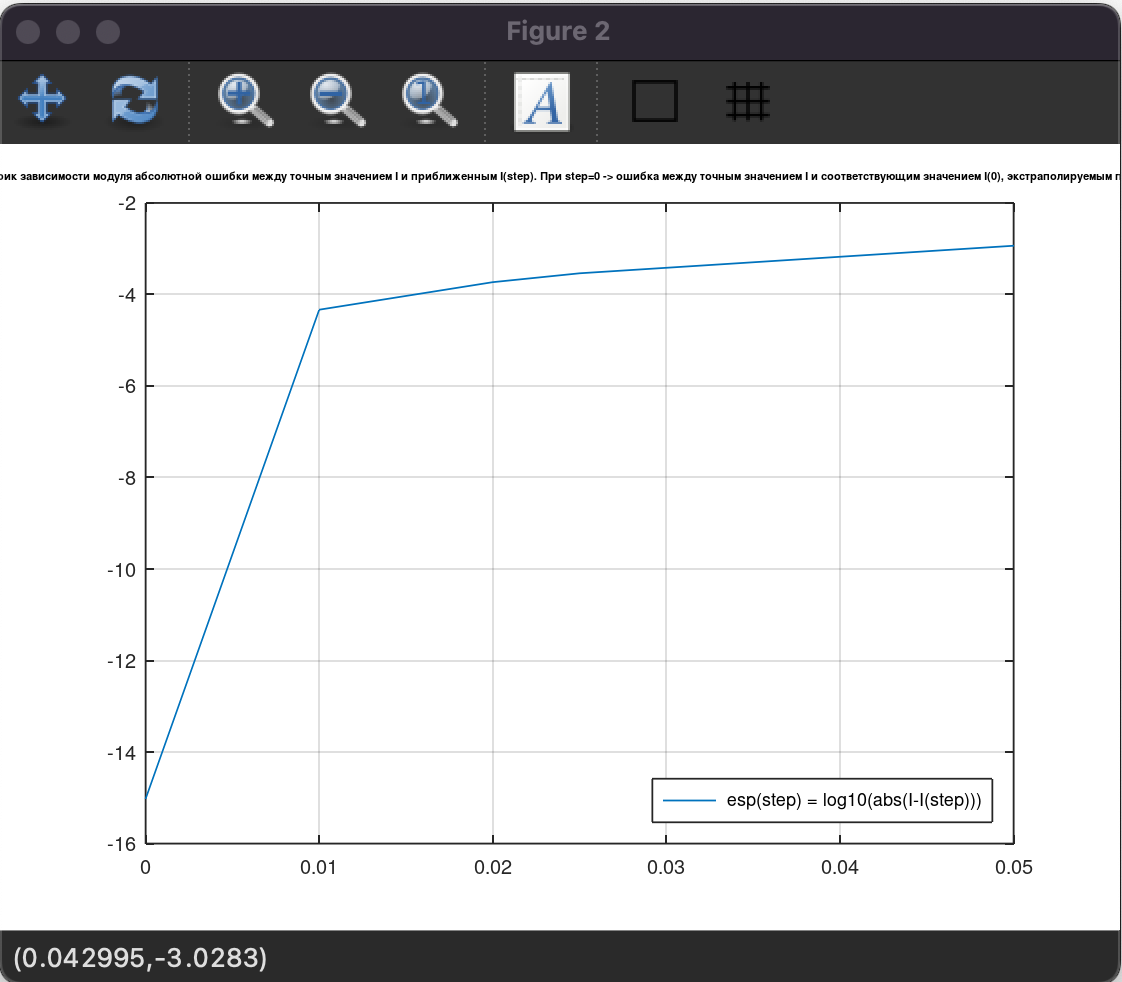 Figure 2
зависимости модуля абсолютной ошибки между точным значением I и приближенным I(step). При step=0 -> ошибка между точным значением I и соответствующим значением I(0), экстраполируемым
-2
-4
-6
-8
-10
-12
-14
-16
esp(step) = log10(abs(I-I(step)))
0 0.01 0.02 0.03 0.04 0.05
(0.042995,-3.0283)